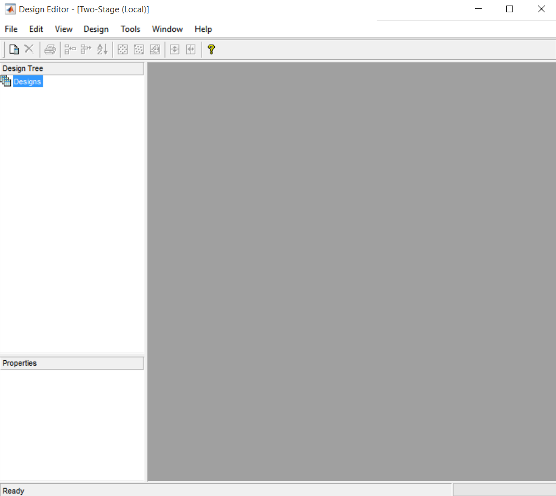 Design Editor - [Two-Stage (Local)]
File Edit View Design Tools Window Help
Design Tree
Designs
Properties
Ready